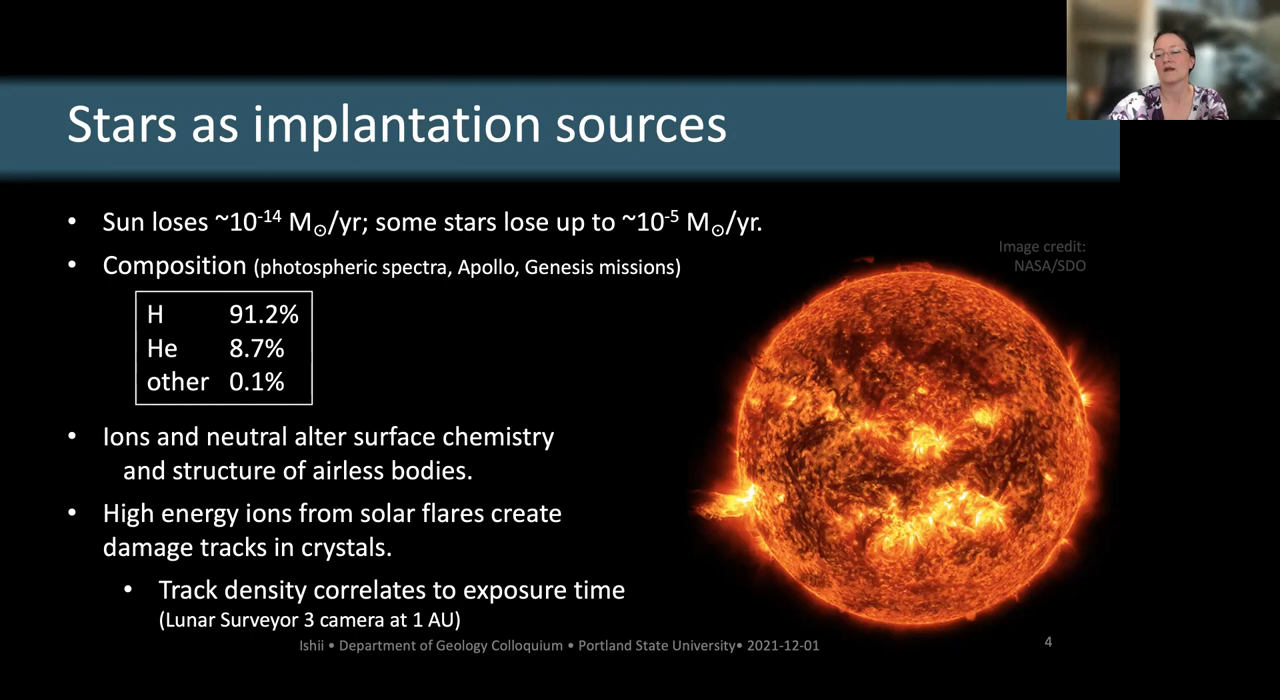 Stars as implantation sources
• Sun loses ~10⁻¹⁴ M☉/yr; some stars lose up to ~10⁻⁵ M☉/yr.
• Composition (photospheric spectra, Apollo, Genesis missions)
H 91.2%
He 8.7%
other 0.1%
• Ions and neutral alter surface chemistry
and structure of airless bodies.
• High energy ions from solar flares create
damage tracks in crystals.
• Track density correlates to exposure time
(Lunar Surveyor 3 camera at 1 AU)
Image credit:
NASA/SDO
Ishii • Department of Geology Colloquium • Portland State University• 2021-12-01
4